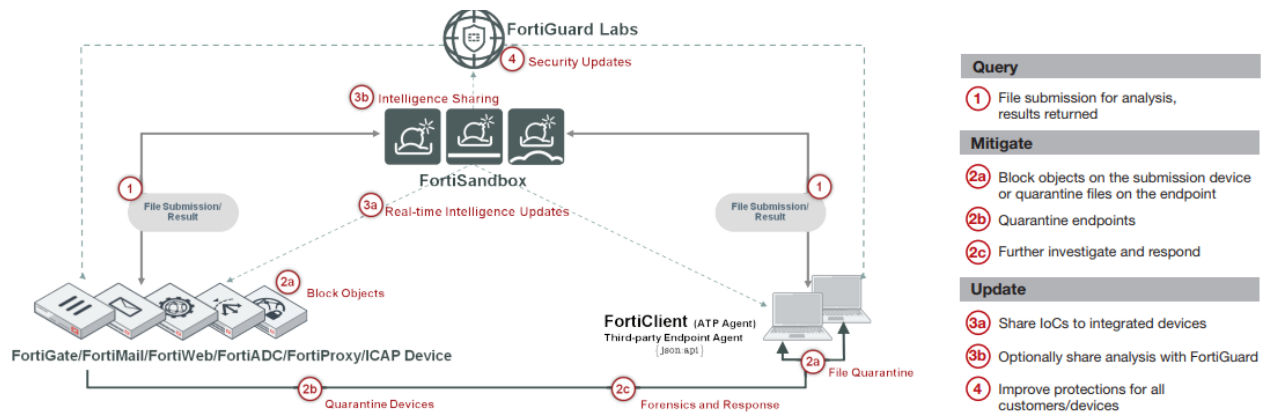 FortiGuard Labs
4 Security Updates
3b Intelligence Sharing
FortiSandbox
1
File Submission/
Result
3a Real-time Intelligence Updates
1
File Submission/
Result
2a Block Objects
FortiGate/FortiMail/FortiWeb/FortiADC/FortiProxy/ICAP Device
FortiClient (ATP Agent)
Third-party Endpoint Agent
{json:api}
2a
File Quarantine
2b
Quarantine Devices
2c
Forensics and Response
Query
1 File submission for analysis,
results returned
Mitigate
2a Block objects on the submission device
or quarantine files on the endpoint
2b Quarantine endpoints
2c Further investigate and respond
Update
3a Share IoCs to integrated devices
3b Optionally share analysis with FortiGuard
4 Improve protections for all
customers/devices